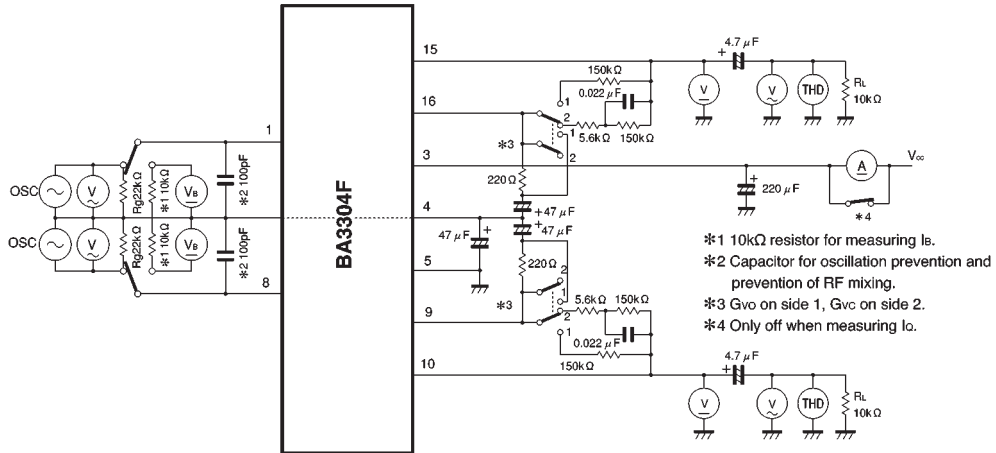 15
4.7 μF
+
150kΩ
0.022 μF
V
V
THD
RL
10kΩ
16
1
2
1
2
5.6kΩ
150kΩ
✻3
1
3
A
V∞
220Ω
+
220 μF
✻4
OSC
V
Rg22kΩ
✻1 10kΩ
VB
✻2 100pF
BA3304F
4
+47 μF
+47 μF
47 μF
+
OSC
V
Rg22kΩ
✻1 10kΩ
VB
✻2 100pF
5
220Ω
2
1
2
1
✻3
5.6kΩ
150kΩ
8
9
0.022 μF
150kΩ
10
✻1 10kΩ resistor for measuring IB.
✻2 Capacitor for oscillation prevention and
prevention of RF mixing.
✻3 GVO on side 1, GVC on side 2.
✻4 Only off when measuring IQ.
4.7 μF
+
V
V
THD
RL
10kΩ